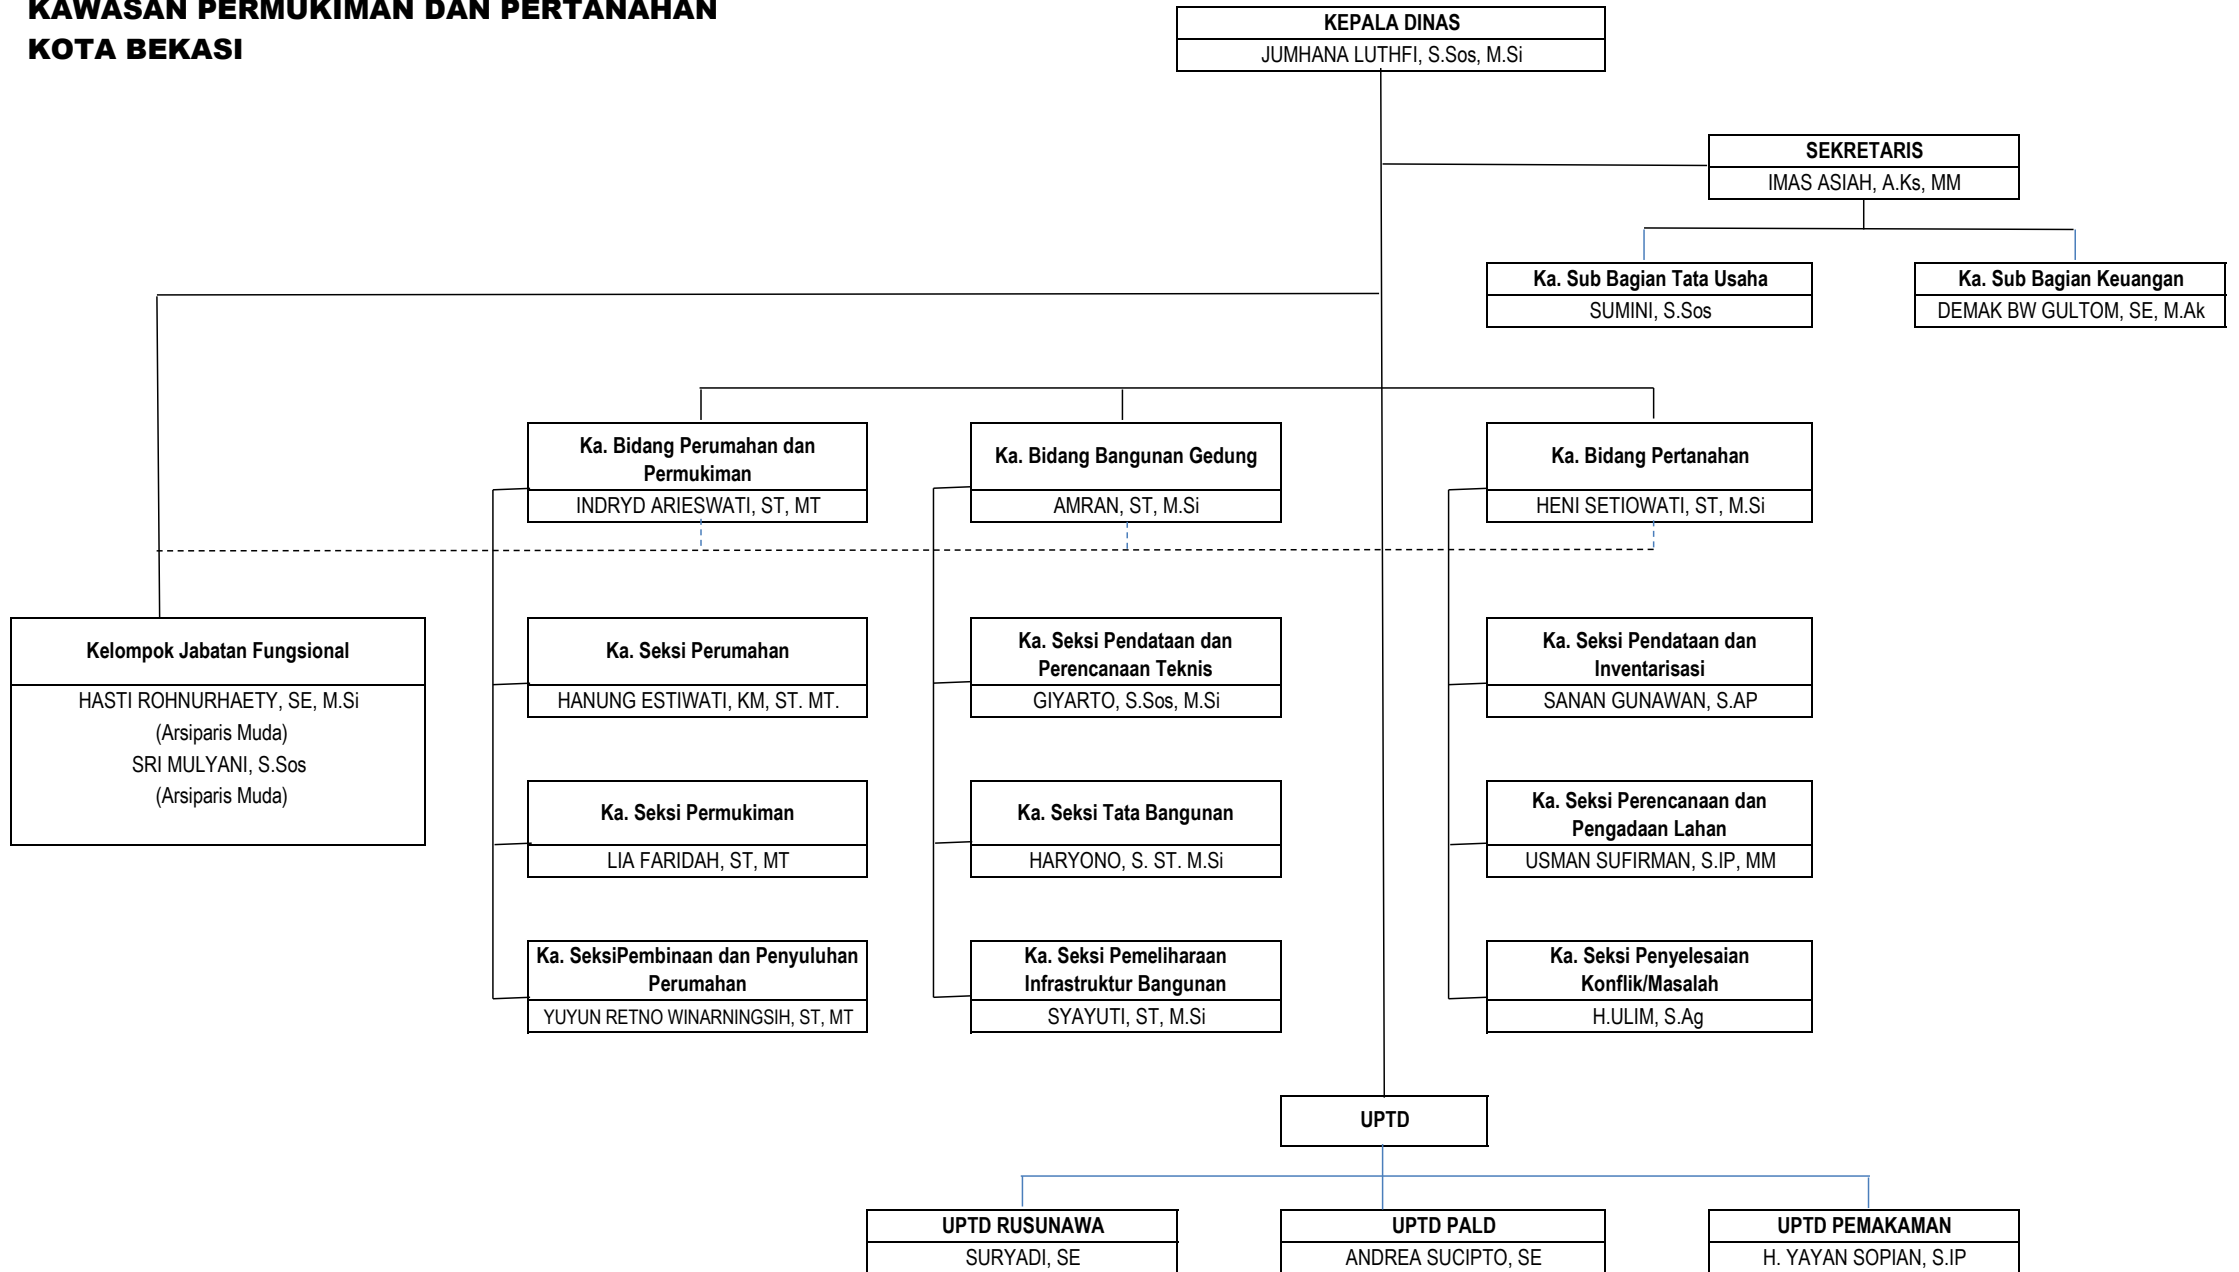 KAWASAN PERMUKIMAN DAN PERTANAHAN
KOTA BEKASI
KEPALA DINAS
JUMHANA LUTHFI, S.Sos, M.Si
SEKRETARIS
IMAS ASIAH, A.Ks, MM
Ka. Sub Bagian Tata Usaha
SUMINI, S.Sos
Ka. Sub Bagian Keuangan
DEMAK BW GULTOM, SE, M.Ak
Ka. Bidang Perumahan dan
Permukiman
INDRYD ARIESWATI, ST, MT
Ka. Bidang Bangunan Gedung
AMRAN, ST, M.Si
Ka. Bidang Pertanahan
HENI SETIOWATI, ST, M.Si
Kelompok Jabatan Fungsional
HASTI ROHNURHAETY, SE, M.Si
(Arsiparis Muda)
SRI MULYANI, S.Sos
(Arsiparis Muda)
Ka. Seksi Perumahan
HANUNG ESTIWATI, KM, ST. MT.
Ka. Seksi Pendataan dan
Perencanaan Teknis
GIYARTO, S.Sos, M.Si
Ka. Seksi Pendataan dan
Inventarisasi
SANAN GUNAWAN, S.AP
Ka. Seksi Permukiman
LIA FARIDAH, ST, MT
Ka. Seksi Tata Bangunan
HARYONO, S. ST. M.Si
Ka. Seksi Perencanaan dan
Pengadaan Lahan
USMAN SUFIRMAN, S.IP, MM
Ka. SeksiPembinaan dan Penyuluhan
Perumahan
YUYUN RETNO WINARNINGSIH, ST, MT
Ka. Seksi Pemeliharaan
Infrastruktur Bangunan
SYAYUTI, ST, M.Si
Ka. Seksi Penyelesaian
Konflik/Masalah
H.ULIM, S.Ag
UPTD
UPTD RUSUNAWA
SURYADI, SE
UPTD PALD
ANDREA SUCIPTO, SE
UPTD PEMAKAMAN
H. YAYAN SOPIAN, S.IP